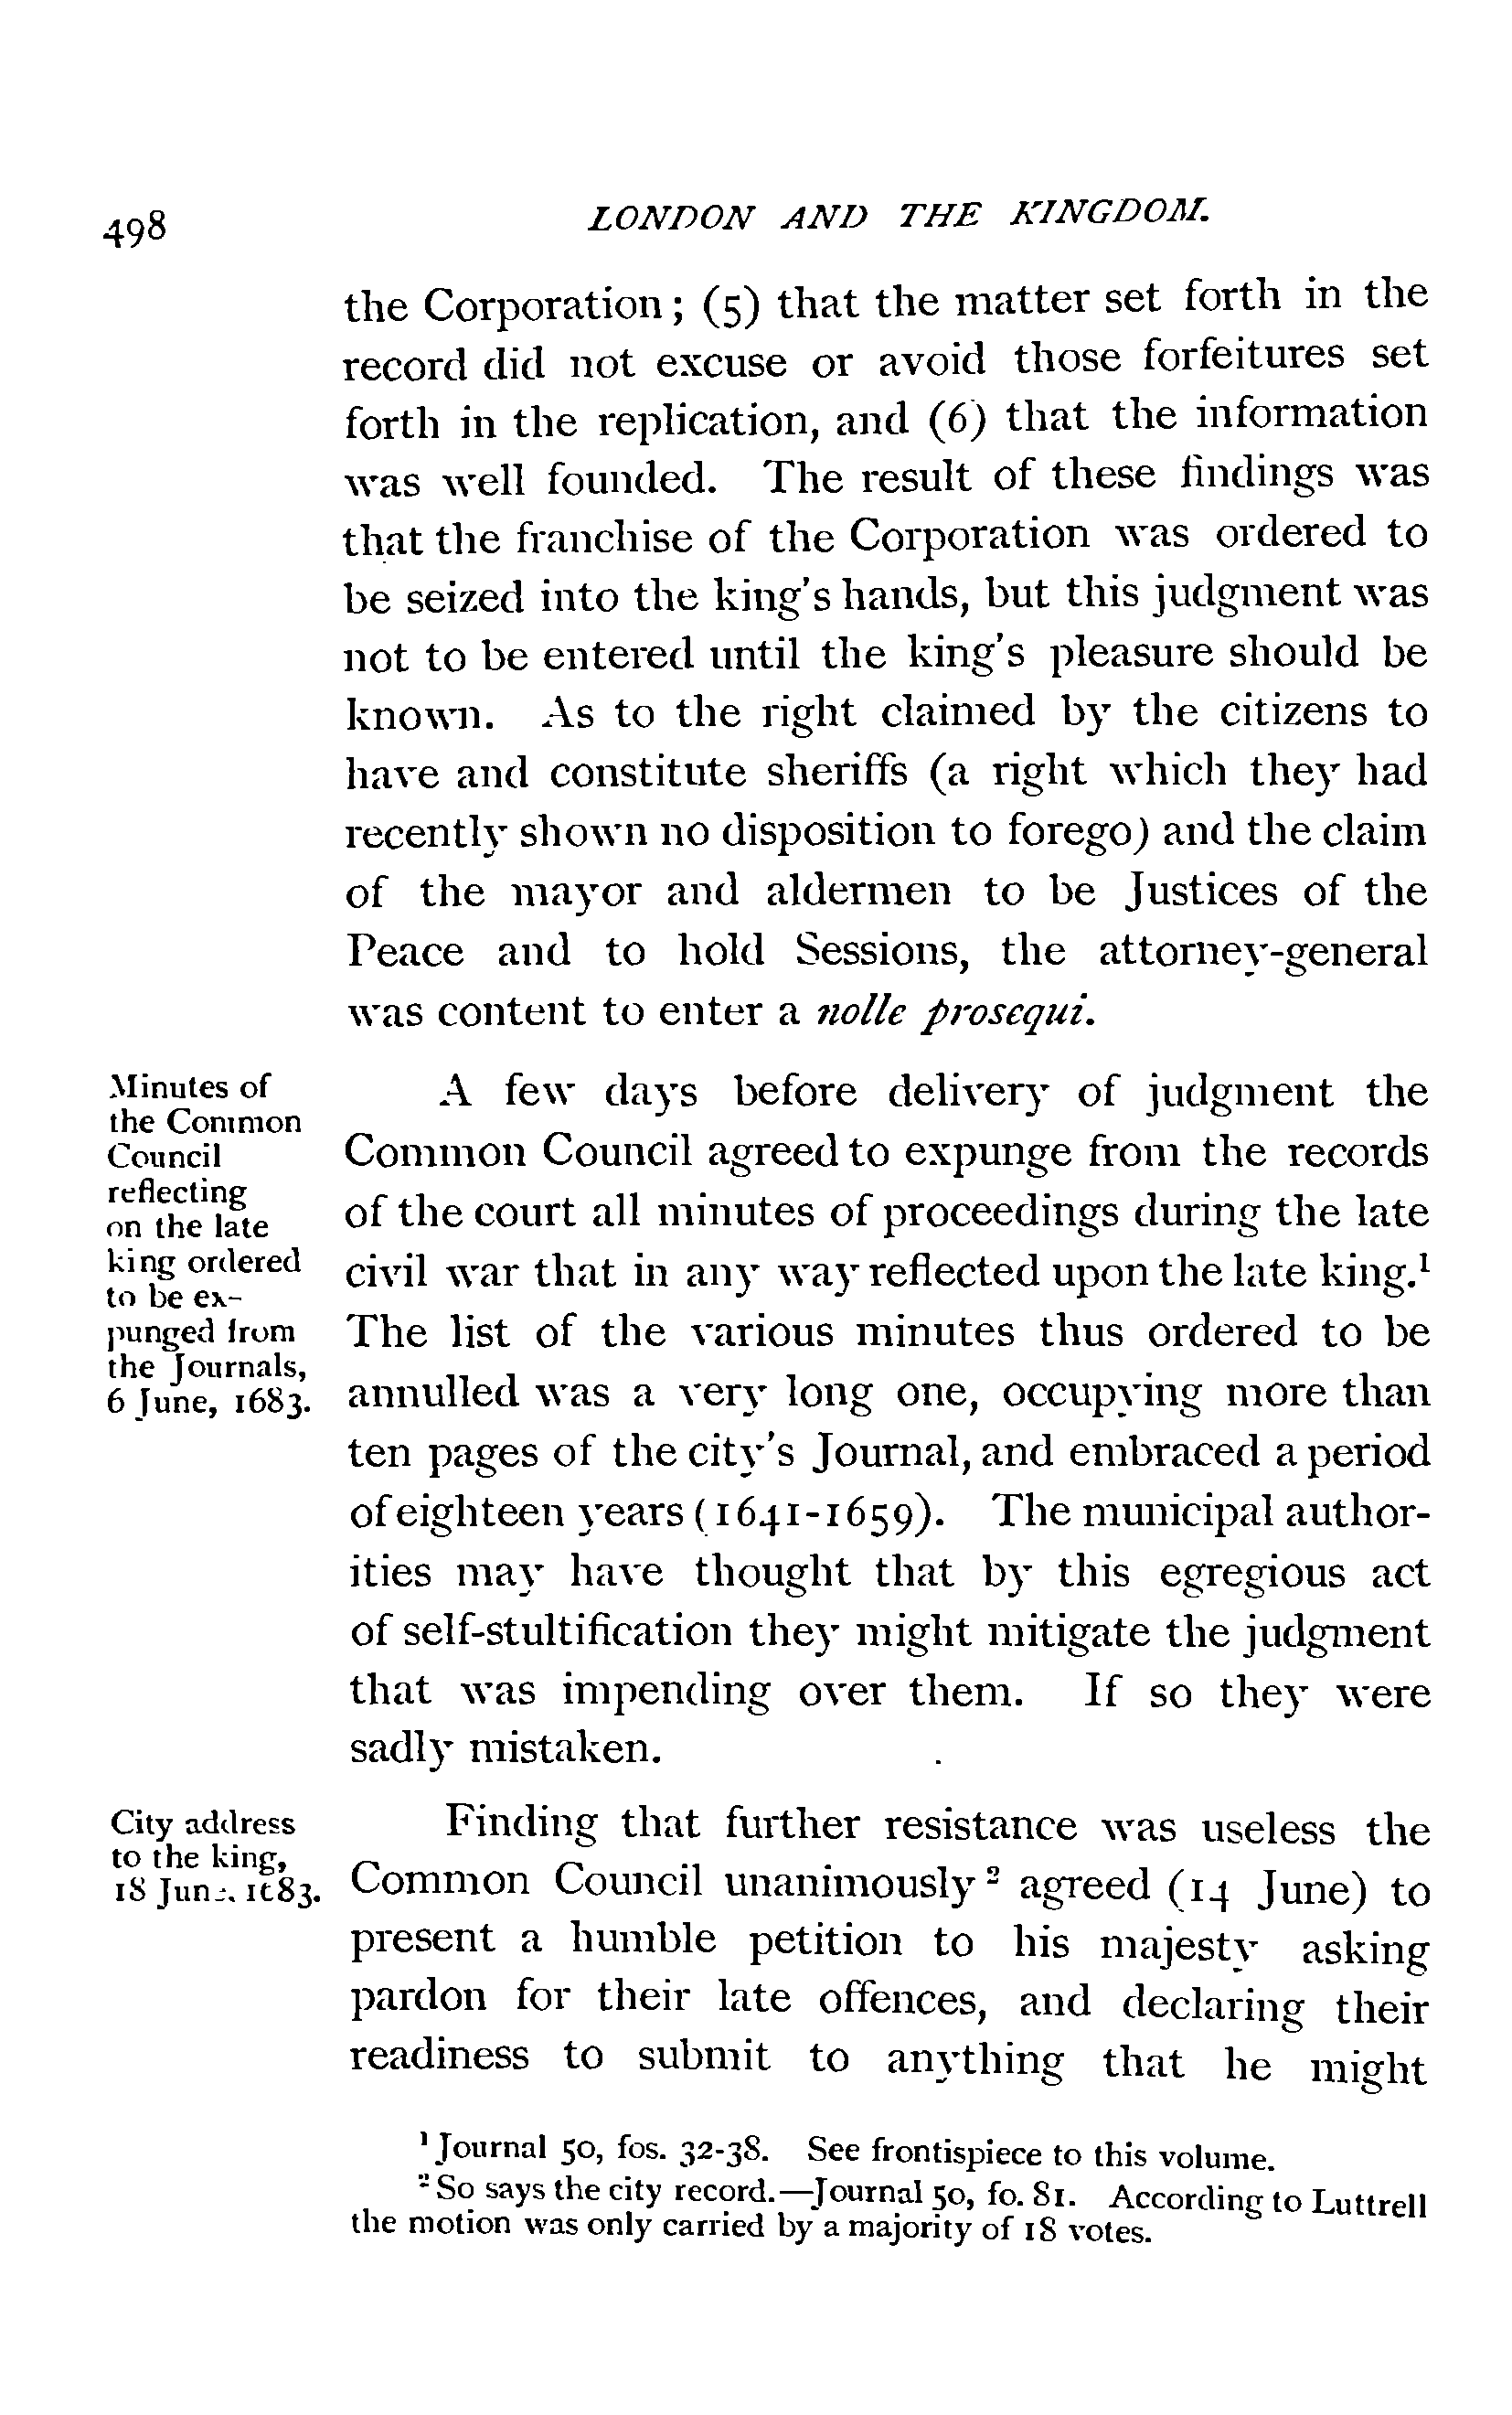 498
LONDON AND THE KINGDOM.
the Corporation; (5) that the matter set forth in the
record did not excuse or avoid those forfeitures set
forth in the replication, and (6) that the information
was well founded. The result of these findings was
that the franchise of the Corporation was ordered to
be seized into the king's hands, but this judgment was
not to be entered until the king's pleasure should be
known. As to the right claimed by the citizens to
have and constitute sheriffs (a right which they had
recently shown no disposition to forego) and the claim
of the mayor and aldermen to be Justices of the
Peace and to hold Sessions, the attorney-general
was content to enter a nolle prosequi.
Minutes of
the Common
Council
reflecting
on the late
king ordered
to be ex-
punged from
the Journals,
6 June, 1683.
A few days before delivery of judgment the
Common Council agreed to expunge from the records
of the court all minutes of proceedings during the late
civil war that in any way reflected upon the late king.¹
The list of the various minutes thus ordered to be
annulled was a very long one, occupying more than
ten pages of the city's Journal, and embraced a period
of eighteen years (1641-1659). The municipal author-
ities may have thought that by this egregious act
of self-stultification they might mitigate the judgment
that was impending over them. If so they were
sadly mistaken.
City address
to the king,
18 June, 1683.
Finding that further resistance was useless the
Common Council unanimously² agreed (14 June) to
present a humble petition to his majesty asking
pardon for their late offences, and declaring their
readiness to submit to anything that he might
¹ Journal 50, fos. 32-38. See frontispiece to this volume.
² So says the city record.—Journal 50, fo. 81. According to Luttrell
the motion was only carried by a majority of 18 votes.